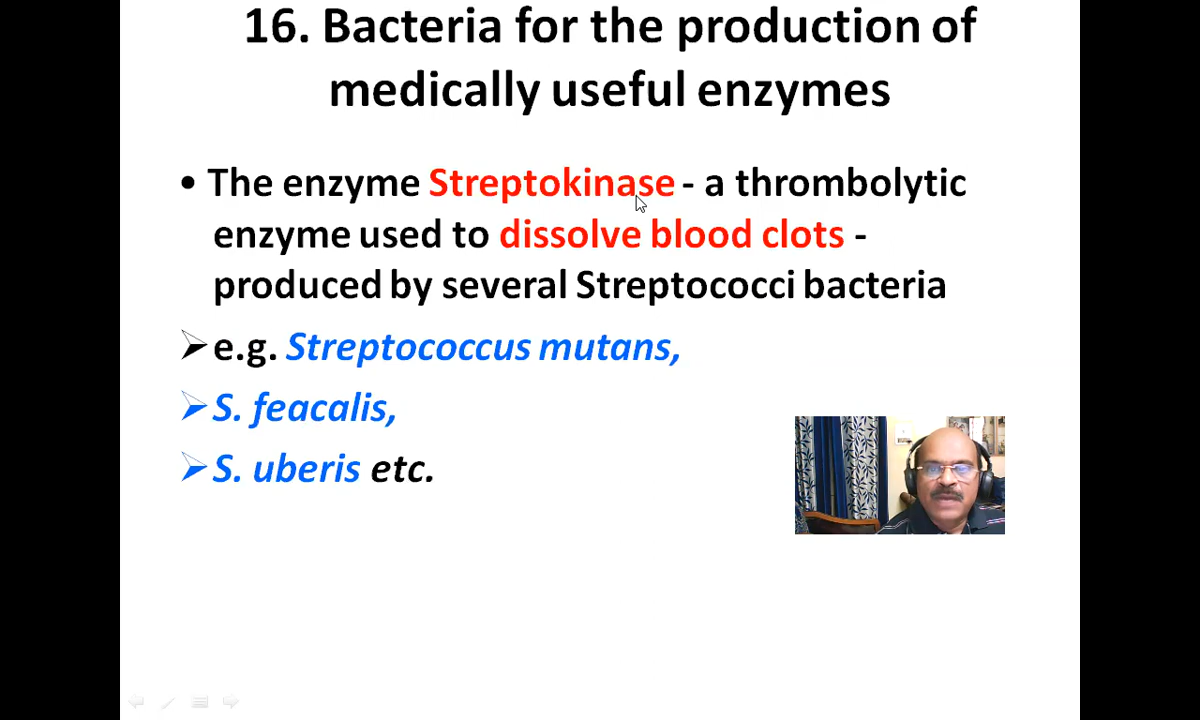 16. Bacteria for the production of
medically useful enzymes
• The enzyme Streptokinase - a thrombolytic
enzyme used to dissolve blood clots -
produced by several Streptococci bacteria
➢ e.g. Streptococcus mutans,
➢ S. feacalis,
➢ S. uberis etc.